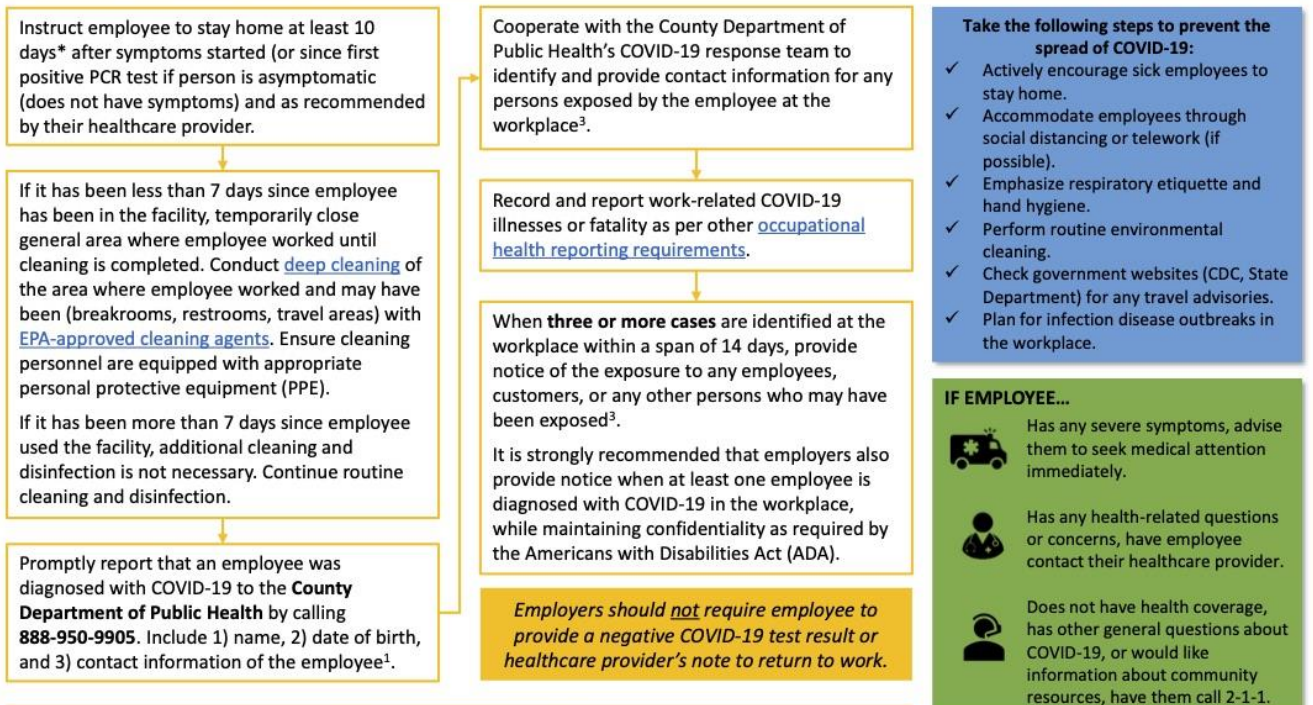 Instruct employee to stay home at least 10
days* after symptoms started (or since first
positive PCR test if person is asymptomatic
(does not have symptoms) and as recommended
by their healthcare provider.
If it has been less than 7 days since employee
has been in the facility, temporarily close
general area where employee worked until
cleaning is completed. Conduct deep cleaning of
the area where employee worked and may have
been (breakrooms, restrooms, travel areas) with
EPA-approved cleaning agents. Ensure cleaning
personnel are equipped with appropriate
personal protective equipment (PPE).
If it has been more than 7 days since employee
used the facility, additional cleaning and
disinfection is not necessary. Continue routine
cleaning and disinfection.
Promptly report that an employee was
diagnosed with COVID-19 to the County
Department of Public Health by calling
888-950-9905. Include 1) name, 2) date of birth,
and 3) contact information of the employee¹.
Cooperate with the County Department of
Public Health's COVID-19 response team to
identify and provide contact information for any
persons exposed by the employee at the
workplace³.
Record and report work-related COVID-19
illnesses or fatality as per other occupational
health reporting requirements.
When three or more cases are identified at the
workplace within a span of 14 days, provide
notice of the exposure to any employees,
customers, or any other persons who may have
been exposed³.
It is strongly recommended that employers also
provide notice when at least one employee is
diagnosed with COVID-19 in the workplace,
while maintaining confidentiality as required by
the Americans with Disabilities Act (ADA).
Employers should not require employee to
provide a negative COVID-19 test result or
healthcare provider's note to return to work.
Take the following steps to prevent the
spread of COVID-19:
✓ Actively encourage sick employees to
stay home.
✓ Accommodate employees through
social distancing or telework (if
possible).
✓ Emphasize respiratory etiquette and
hand hygiene.
✓ Perform routine environmental
cleaning.
✓ Check government websites (CDC, State
Department) for any travel advisories.
✓ Plan for infection disease outbreaks in
the workplace.
IF EMPLOYEE...
Has any severe symptoms, advise
them to seek medical attention
immediately.
Has any health-related questions
or concerns, have employee
contact their healthcare provider.
Does not have health coverage,
has other general questions about
COVID-19, or would like
information about community
resources, have them call 2-1-1.